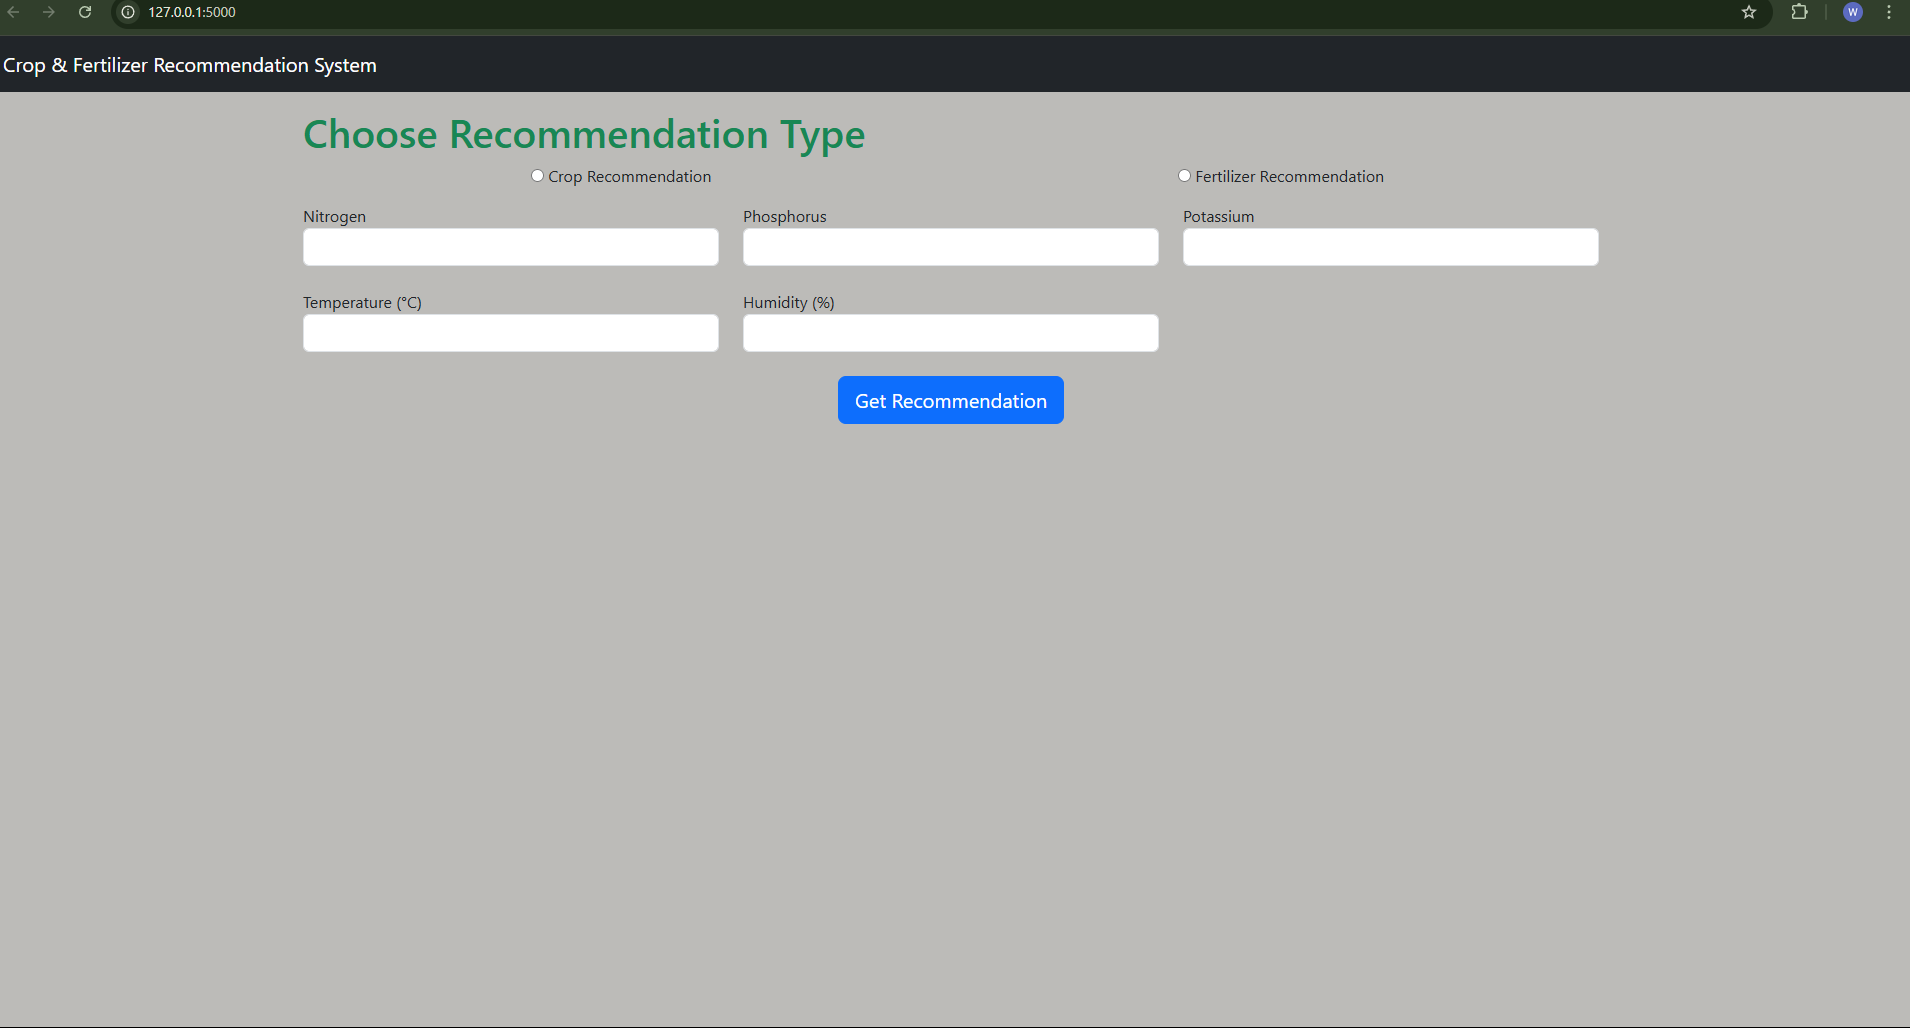 127.0.0.1:5000
W
Crop & Fertilizer Recommendation System
Choose Recommendation Type
Crop Recommendation
Fertilizer Recommendation
Nitrogen
Phosphorus
Potassium
Temperature (°C)
Humidity (%)
Get Recommendation